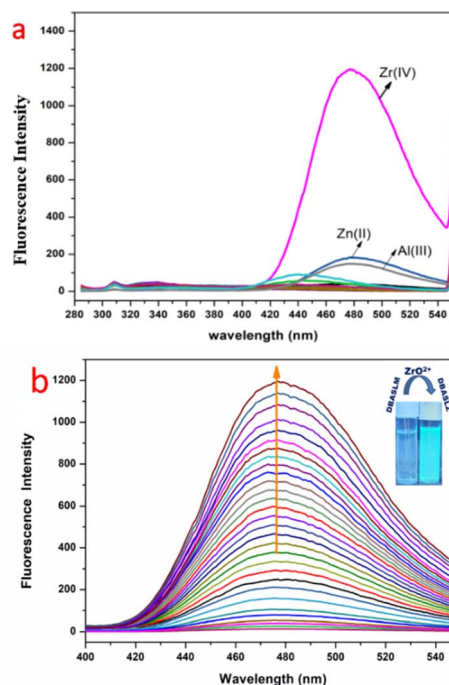 a
1400
1200
Zr(IV)
1000
800
600
400
200
0
Zn(II)
Al(III)
Fluorescence Intensity
280 300 320 340 360 380 400 420 440 460 480 500 520 540
wavelength (nm)
b
1200
1000
800
600
400
200
0
Fluorescence Intensity
ZrO²⁺
DBASLM
400 420 440 460 480 500 520 540
Wavelength (nm)